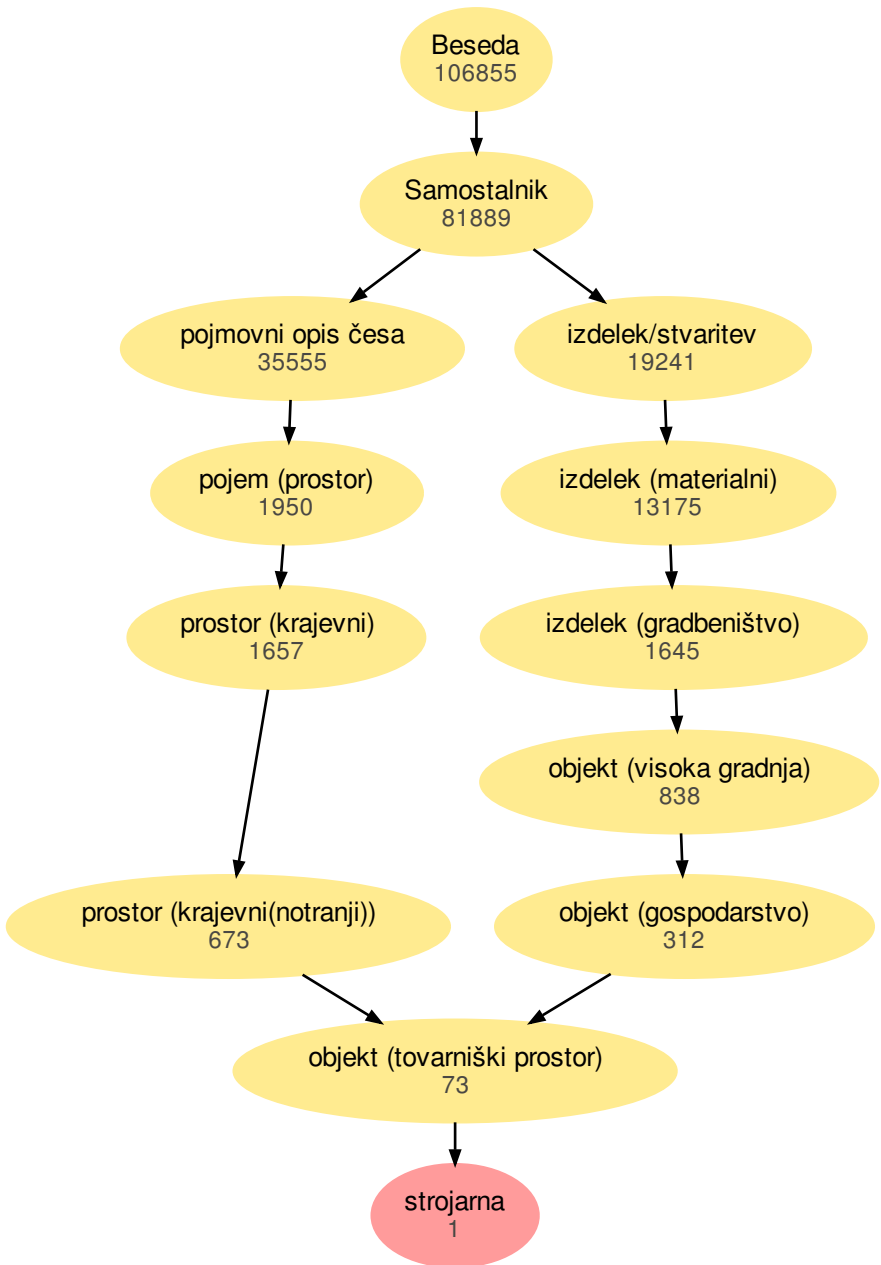 Beseda
106855
Samostalnik
81889
pojmovni opis česa
35555
izdelek/stvaritev
19241
pojem (prostor)
1950
izdelek (materialni)
13175
prostor (krajevni)
1657
izdelek (gradbeništvo)
1645
objekt (visoka gradnja)
838
prostor (krajevni(notranji))
673
objekt (gospodarstvo)
312
objekt (tovarniški prostor)
73
strojarna
1